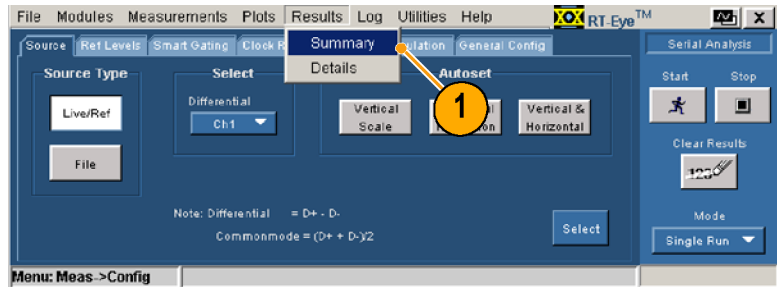 File Modules Measurements Plots Results Log Utilities Help RT-Eye™ X
Source Ref Levels Smart Gating Clock R Summary General Config Serial Analysis
Details
Source Type Select Autoset Start Stop
1
Live/Ref Differential Vertical Vertical &
Ch1 Scale Horizontal
Clear Results
File 123
Note: Differential = D+ - D- Mode
Commonmode = (D+ + D-)/2 Select Single Run
Menu: Meas->Config